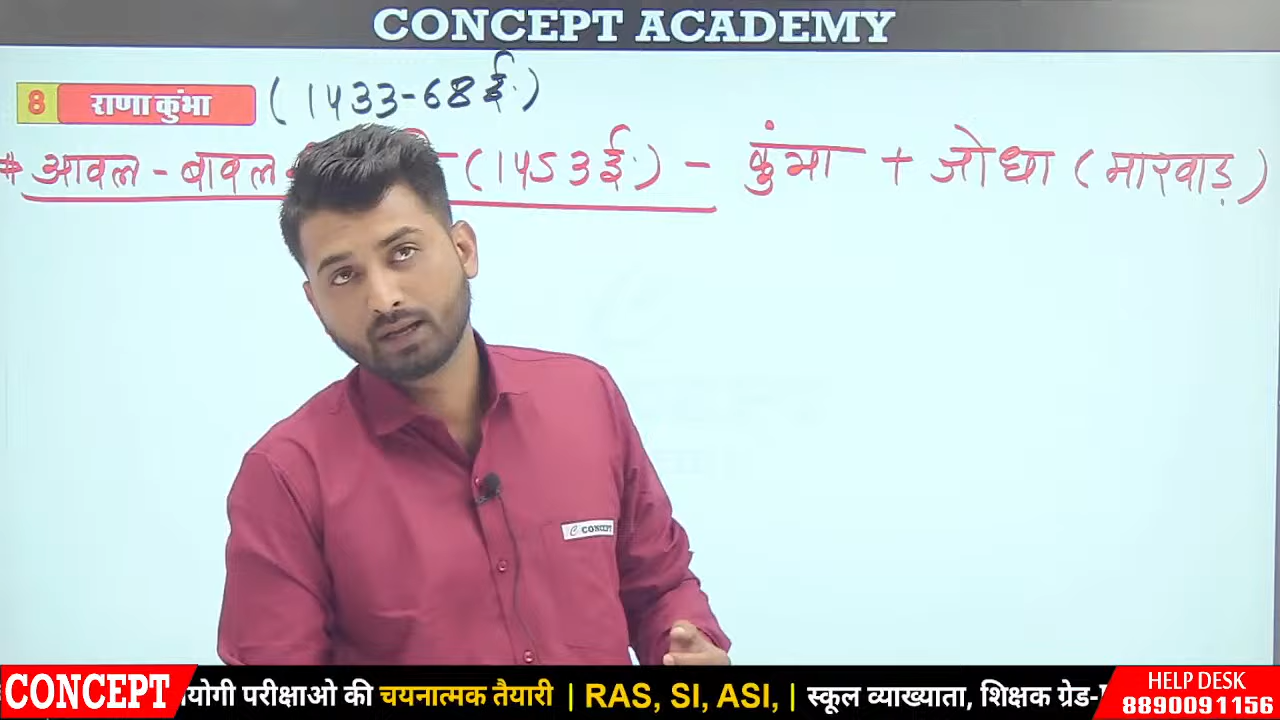 CONCEPT ACADEMY
8 राणा कुंभा (1433-68ई.)
# आवल - बावल - (1453ई.) - कुंभा + जोधा (मारवाड़)
CONCEPT
CONCEPT योगी परीक्षाओ की चयनात्मक तैयारी | RAS, SI, ASI, | स्कूल व्याख्याता, शिक्षक ग्रेड- HELP DESK
8890091156